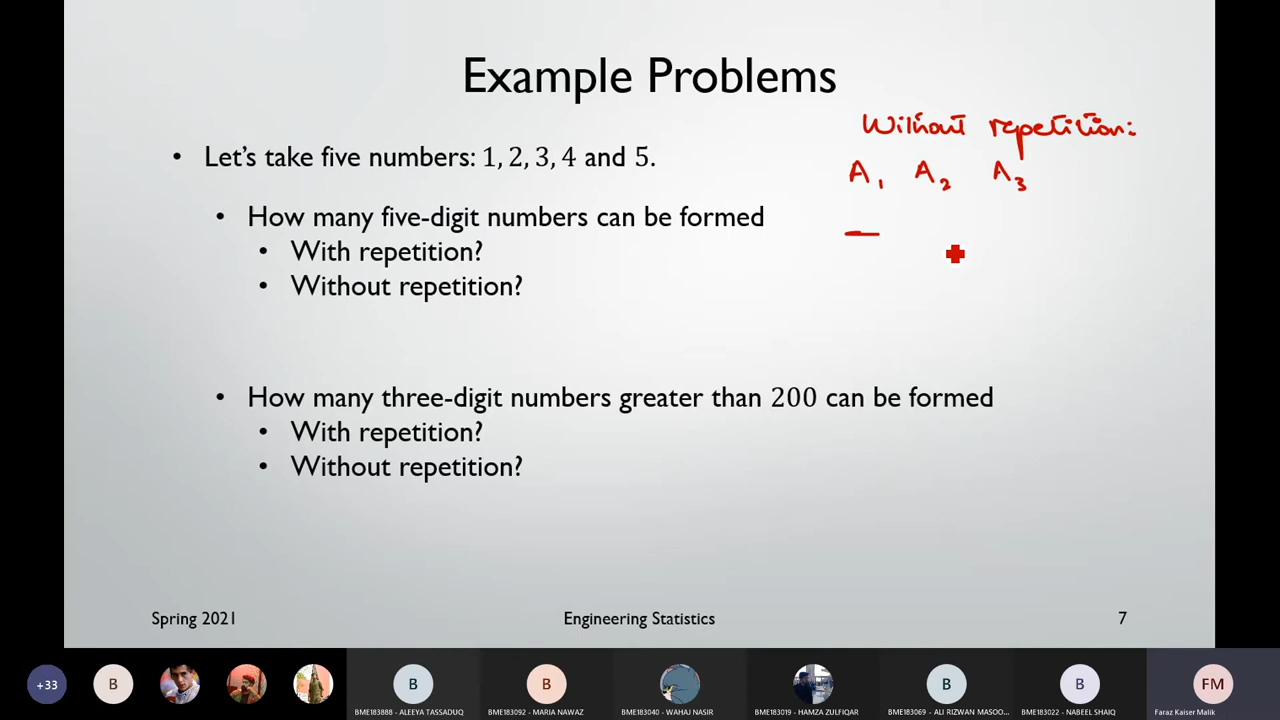 Example Problems
Without repetition:
• Let's take five numbers: 1, 2, 3, 4 and 5.
A₁ A₂ A₃
• How many five-digit numbers can be formed
• With repetition?
• Without repetition?
• How many three-digit numbers greater than 200 can be formed
• With repetition?
• Without repetition?
Spring 2021 Engineering Statistics 7
+33 B B B B B FM
BME183888 - ALEEYA TASSADUQ BME183092 - MARIA NAWAZ BME183040 - WAHAJ NASIR BME183019 - HAMZA ZULFIQAR BME183069 - ALI RIZWAN MASOO... BME183022 - NABEEL SHAIQ Faraz Kaiser Malik